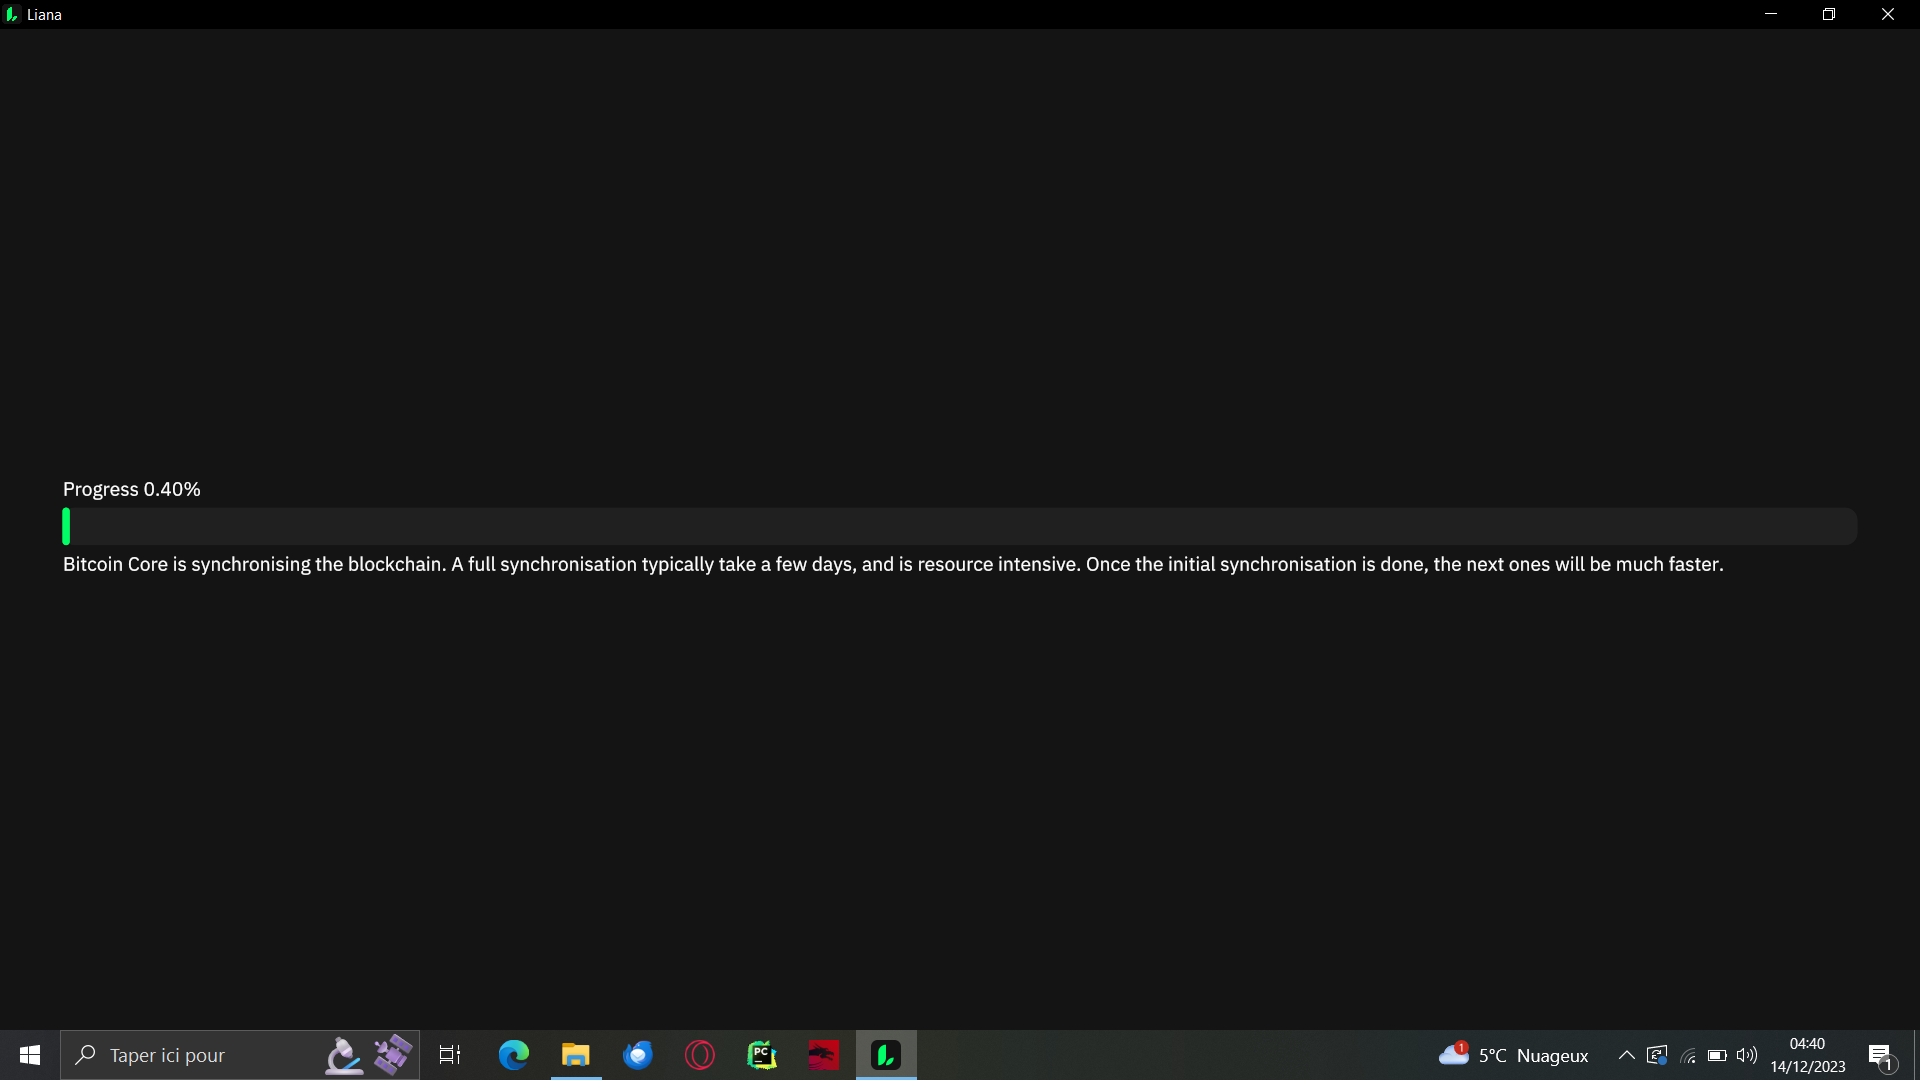 Liana
Progress 0.40%
Bitcoin Core is synchronising the blockchain. A full synchronisation typically take a few days, and is resource intensive. Once the initial synchronisation is done, the next ones will be much faster.
Taper ici pour
PC
1
5°C Nuageux
04:40
14/12/2023
1